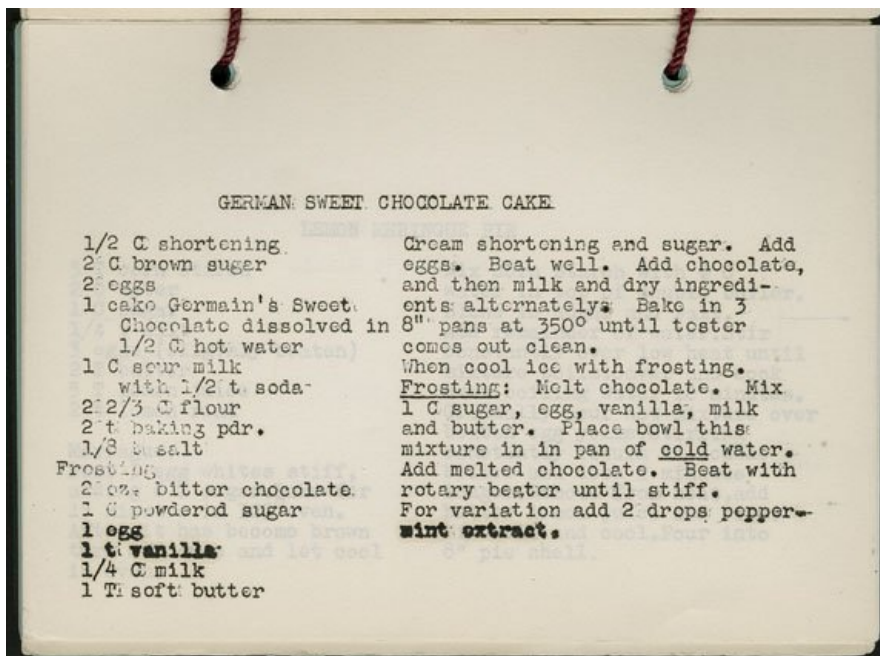 GERMAN SWEET CHOCOLATE CAKE
1/2 C shortening
2 C brown sugar
2 eggs
1 cake Germain's Sweet
Chocolate dissolved in
1/2 C hot water
1 C sour milk
with 1/2 t soda
2 2/3 C flour
2 t baking pdr.
1/8 t salt
Frosting
2 oz. bitter chocolate
1 C powdered sugar
1 egg
1 t vanilla
1/4 C milk
1 T soft butter
Cream shortening and sugar. Add
eggs. Beat well. Add chocolate,
and then milk and dry ingredi-
ents alternately. Bake in 3
8" pans at 350° until tester
comes out clean.
When cool ice with frosting.
Frosting: Melt chocolate. Mix
1 C sugar, egg, vanilla, milk
and butter. Place bowl this
mixture in in pan of cold water.
Add melted chocolate. Beat with
rotary beater until stiff.
For variation add 2 drops pepper-
mint extract.